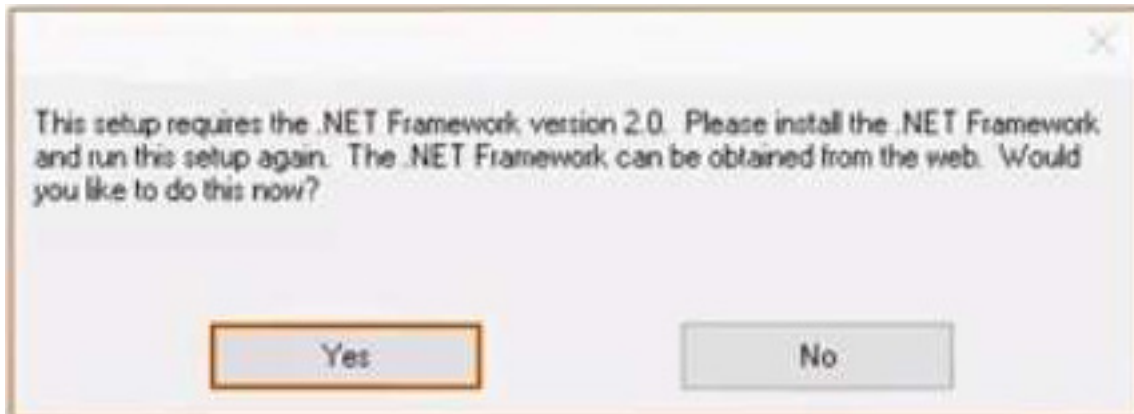 This setup requires the .NET Framework version 2.0.  Please install the .NET Framework
and run this setup again.  The .NET Framework can be obtained from the web.  Would
you like to do this now?
Yes
No